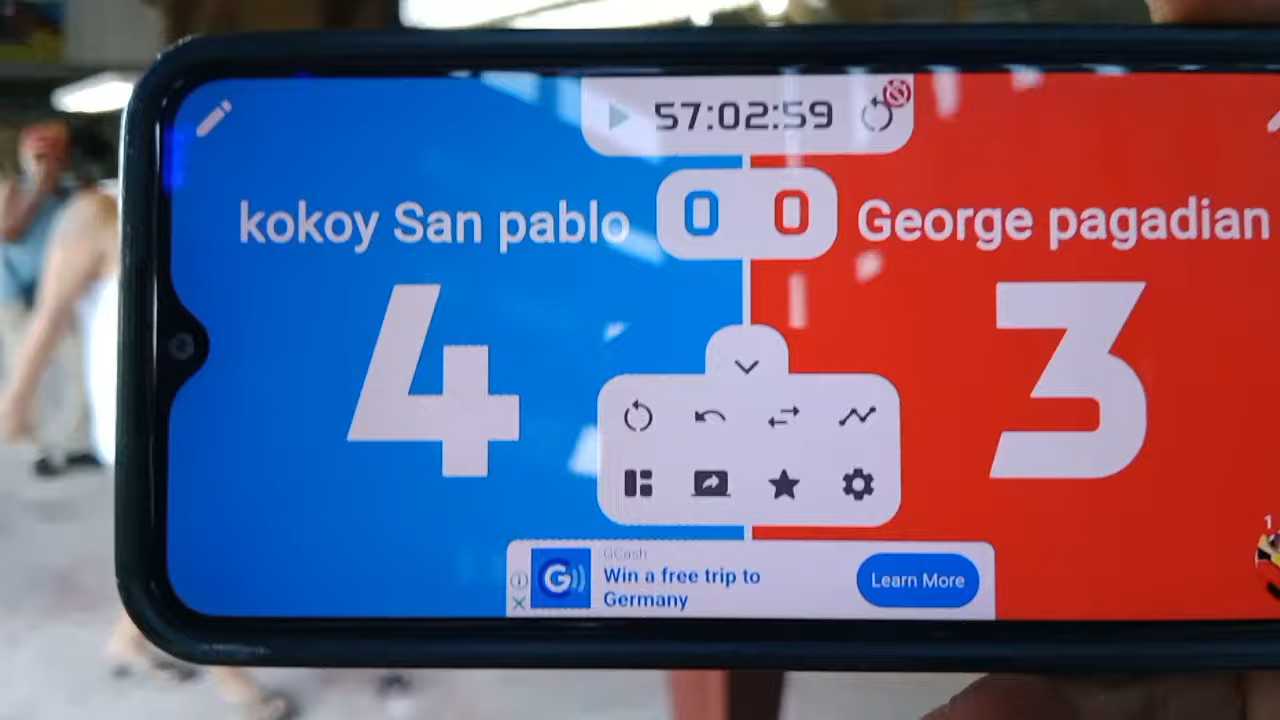 57:02:59
kokoy San pablo
0 0
George pagadian
4
3
GCash
Win a free trip to
Germany
Learn More
G
1